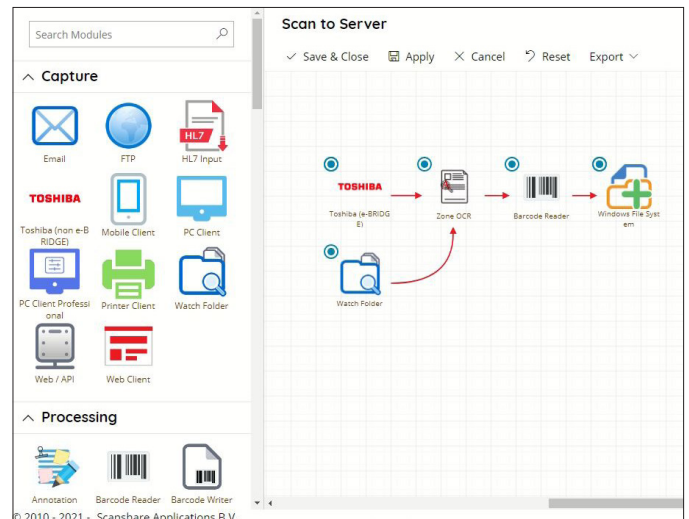 Search Modules
Capture
Email
FTP
HL7
HL7 Input
TOSHIBA
Toshiba (non e-B
RIDGE)
Mobile Client
PC Client
PC Client Professi
onal
Printer Client
Watch Folder
Web / API
Web Client
Processing
Annotation
Barcode Reader
Barcode Writer
© 2010 - 2021 - Scanshare Applications B.V.
Scan to Server
Save & Close
Apply
Cancel
Reset
Export
TOSHIBA
Toshiba (e-BRIDG
E)
Zone OCR
Barcode Reader
Windows File Syst
em
Watch Folder